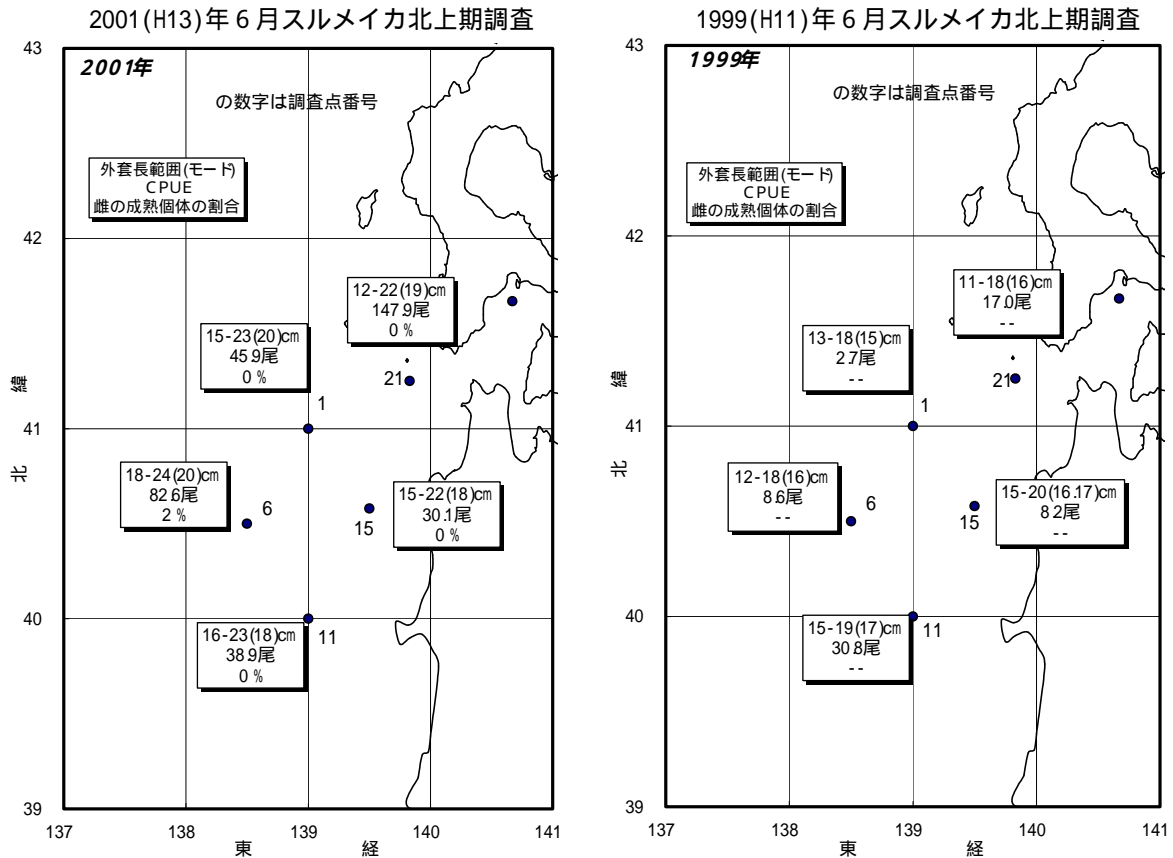 2001(H13)年6月スルメイカ北上期調査
43
2001年
の数字は調査点番号
外套長範囲(モード)
CPUE
雌の成熟個体の割合
42
12-22(19)cm
147.9尾
0 %
15-23(20)cm
45.9尾
0 %
21
1
北緯
41
18-24(20)cm
82.6尾
2 %
6
15-22(18)cm
30.1尾
0 %
15
40
16-23(18)cm
38.9尾
0 %
11
39
137
138
139
140
141
東経
1999(H11)年6月スルメイカ北上期調査
43
1999年
の数字は調査点番号
外套長範囲(モード)
CPUE
雌の成熟個体の割合
42
11-18(16)cm
17.0尾
--
13-18(15)cm
2.7尾
--
21
1
北緯
41
12-18(16)cm
8.6尾
--
6
15-20(16.17)cm
8.2尾
--
15
40
15-19(17)cm
30.8尾
--
11
39
137
138
139
140
141
東経